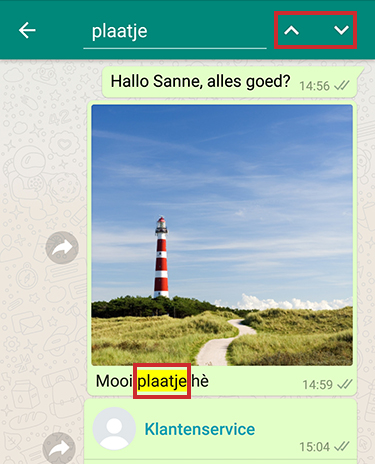 plaatje
Hallo Sanne, alles goed? 14:56
Mooi plaatje hè 14:59
Klantenservice
15:04